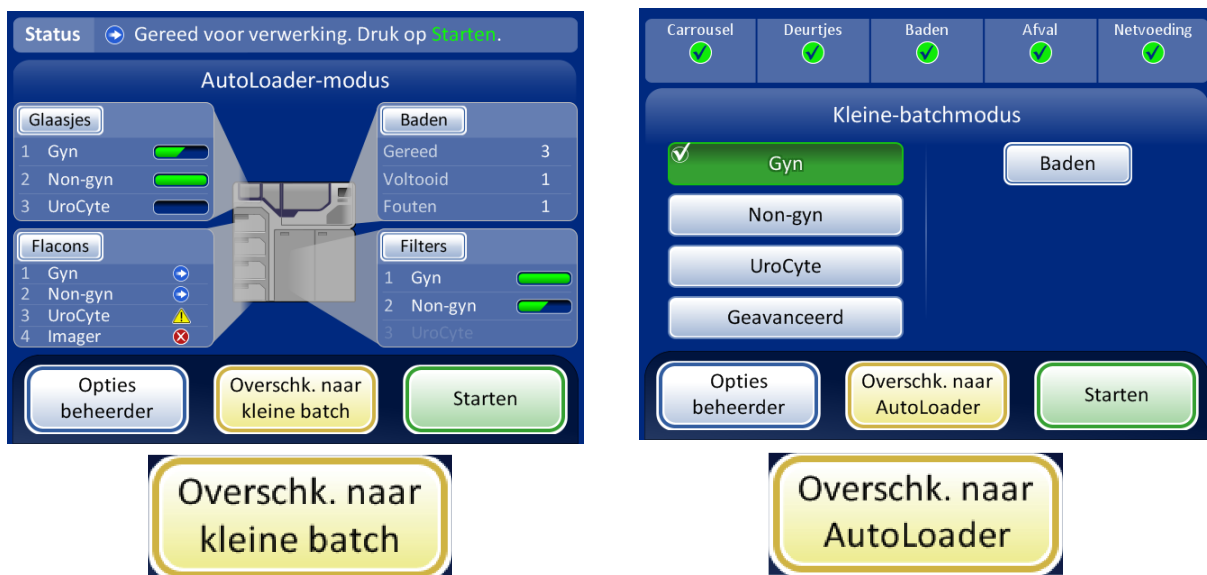 Status Gereed voor verwerking. Druk op Starten.
AutoLoader-modus
Glaasjes
1 Gyn
2 Non-gyn
3 UroCyte
Baden
Gereed 3
Voltooid 1
Fouten 1
Flacons
1 Gyn
2 Non-gyn
3 UroCyte
4 Imager
Filters
1 Gyn
2 Non-gyn
3 UroCyte
Opties
beheerder
Overschk. naar
kleine batch
Starten
Overschk. naar
kleine batch
Carrousel Deurtjes Baden Afval Netvoeding
Kleine-batchmodus
Gyn
Non-gyn
UroCyte
Geavanceerd
Baden
Opties
beheerder
Overschk. naar
AutoLoader
Starten
Overschk. naar
AutoLoader